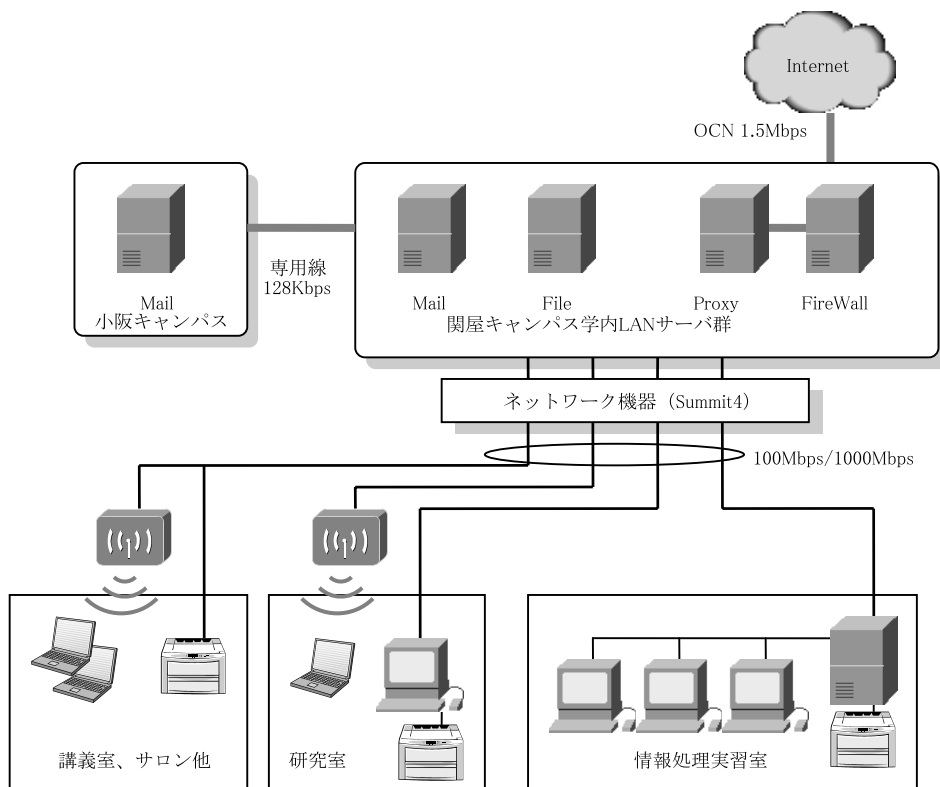 Internet
OCN 1.5Mbps
専用線
128Kbps
Mail
小阪キャンパス
Mail
File
Proxy
FireWall
関屋キャンパス学内LANサーバ群
ネットワーク機器（Summit4）
100Mbps/1000Mbps
講義室、サロン他
研究室
情報処理実習室